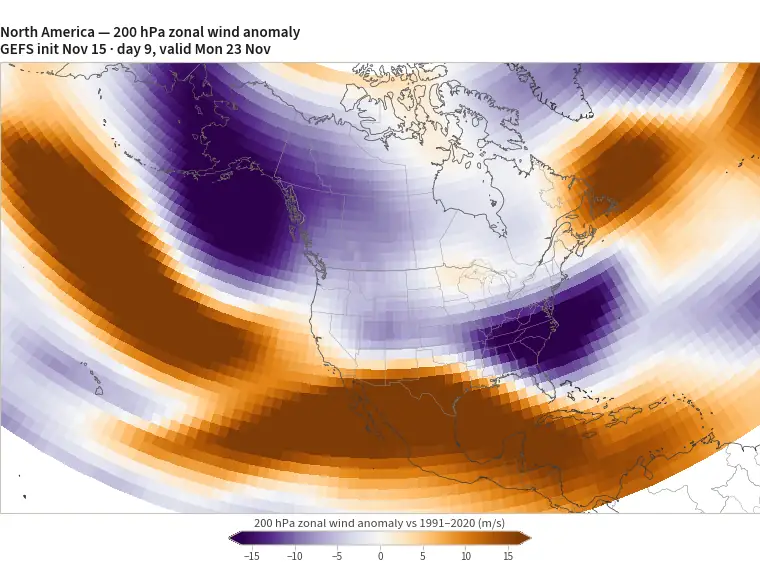 North America — 200 hPa zonal wind anomaly
GEFS init Nov 15 · day 9, valid Mon 23 Nov
200 hPa zonal wind anomaly vs 1991–2020 (m/s)
−15 −10 −5 0 5 10 15